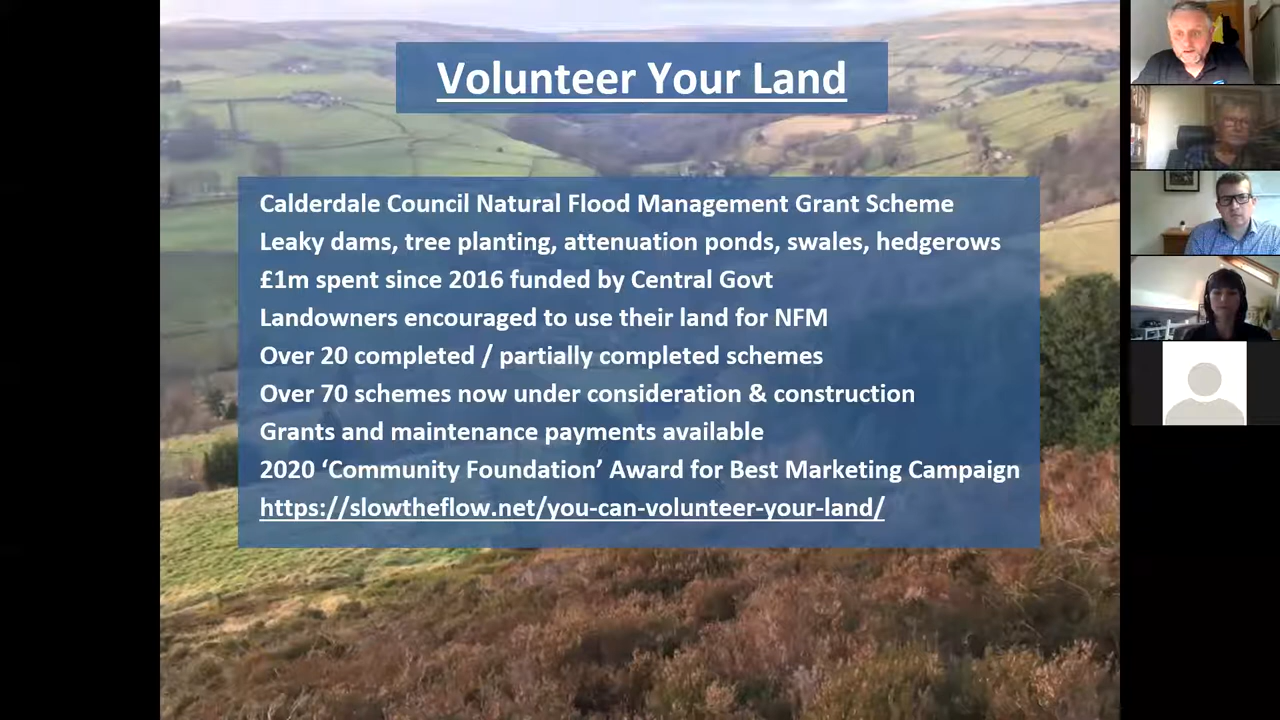 Volunteer Your Land
Calderdale Council Natural Flood Management Grant Scheme
Leaky dams, tree planting, attenuation ponds, swales, hedgerows
£1m spent since 2016 funded by Central Govt
Landowners encouraged to use their land for NFM
Over 20 completed / partially completed schemes
Over 70 schemes now under consideration & construction
Grants and maintenance payments available
2020 ‘Community Foundation’ Award for Best Marketing Campaign
https://slowtheflow.net/you-can-volunteer-your-land/